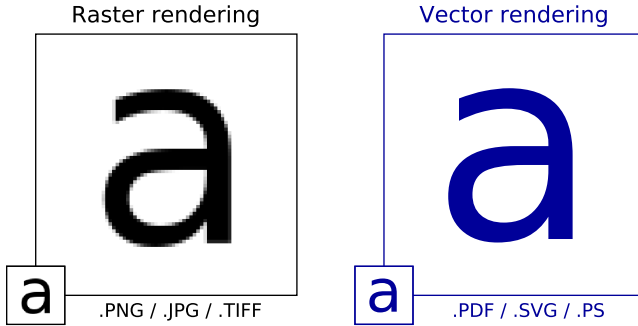 Raster rendering
a
a
.PNG / .JPG / .TIFF
Vector rendering
a
a
.PDF / .SVG / .PS